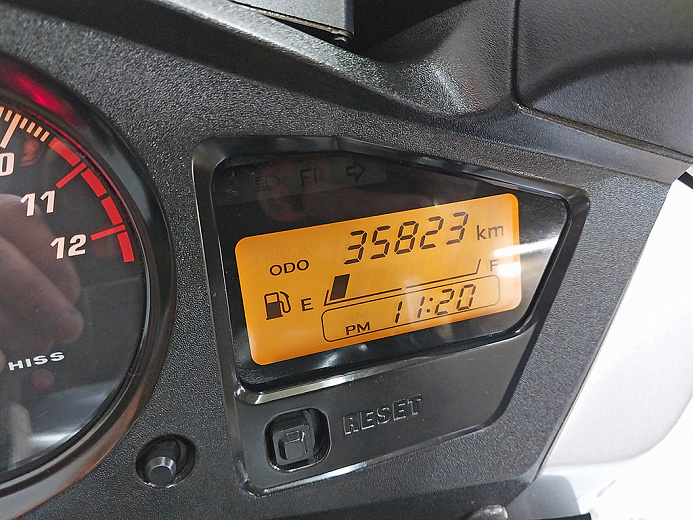 FI
ODO 35823 km
E F
PM 11:20
11
12
HISS
RESET